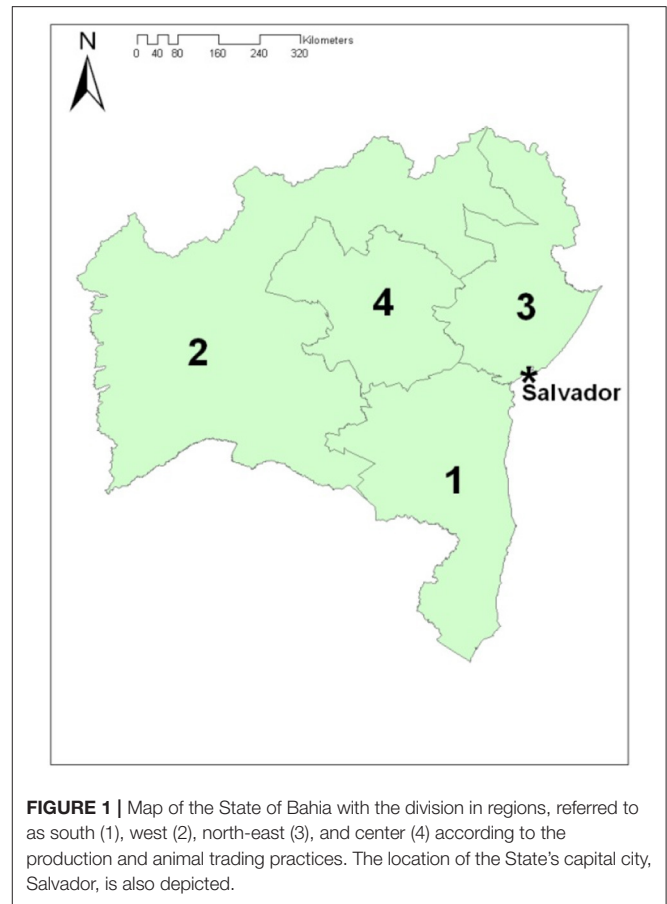 N
Kilometers
0 40 80 160 240 320
4
3
2
*
Salvador
1
FIGURE 1 | Map of the State of Bahia with the division in regions, referred to
as south (1), west (2), north-east (3), and center (4) according to the
production and animal trading practices. The location of the State's capital city,
Salvador, is also depicted.